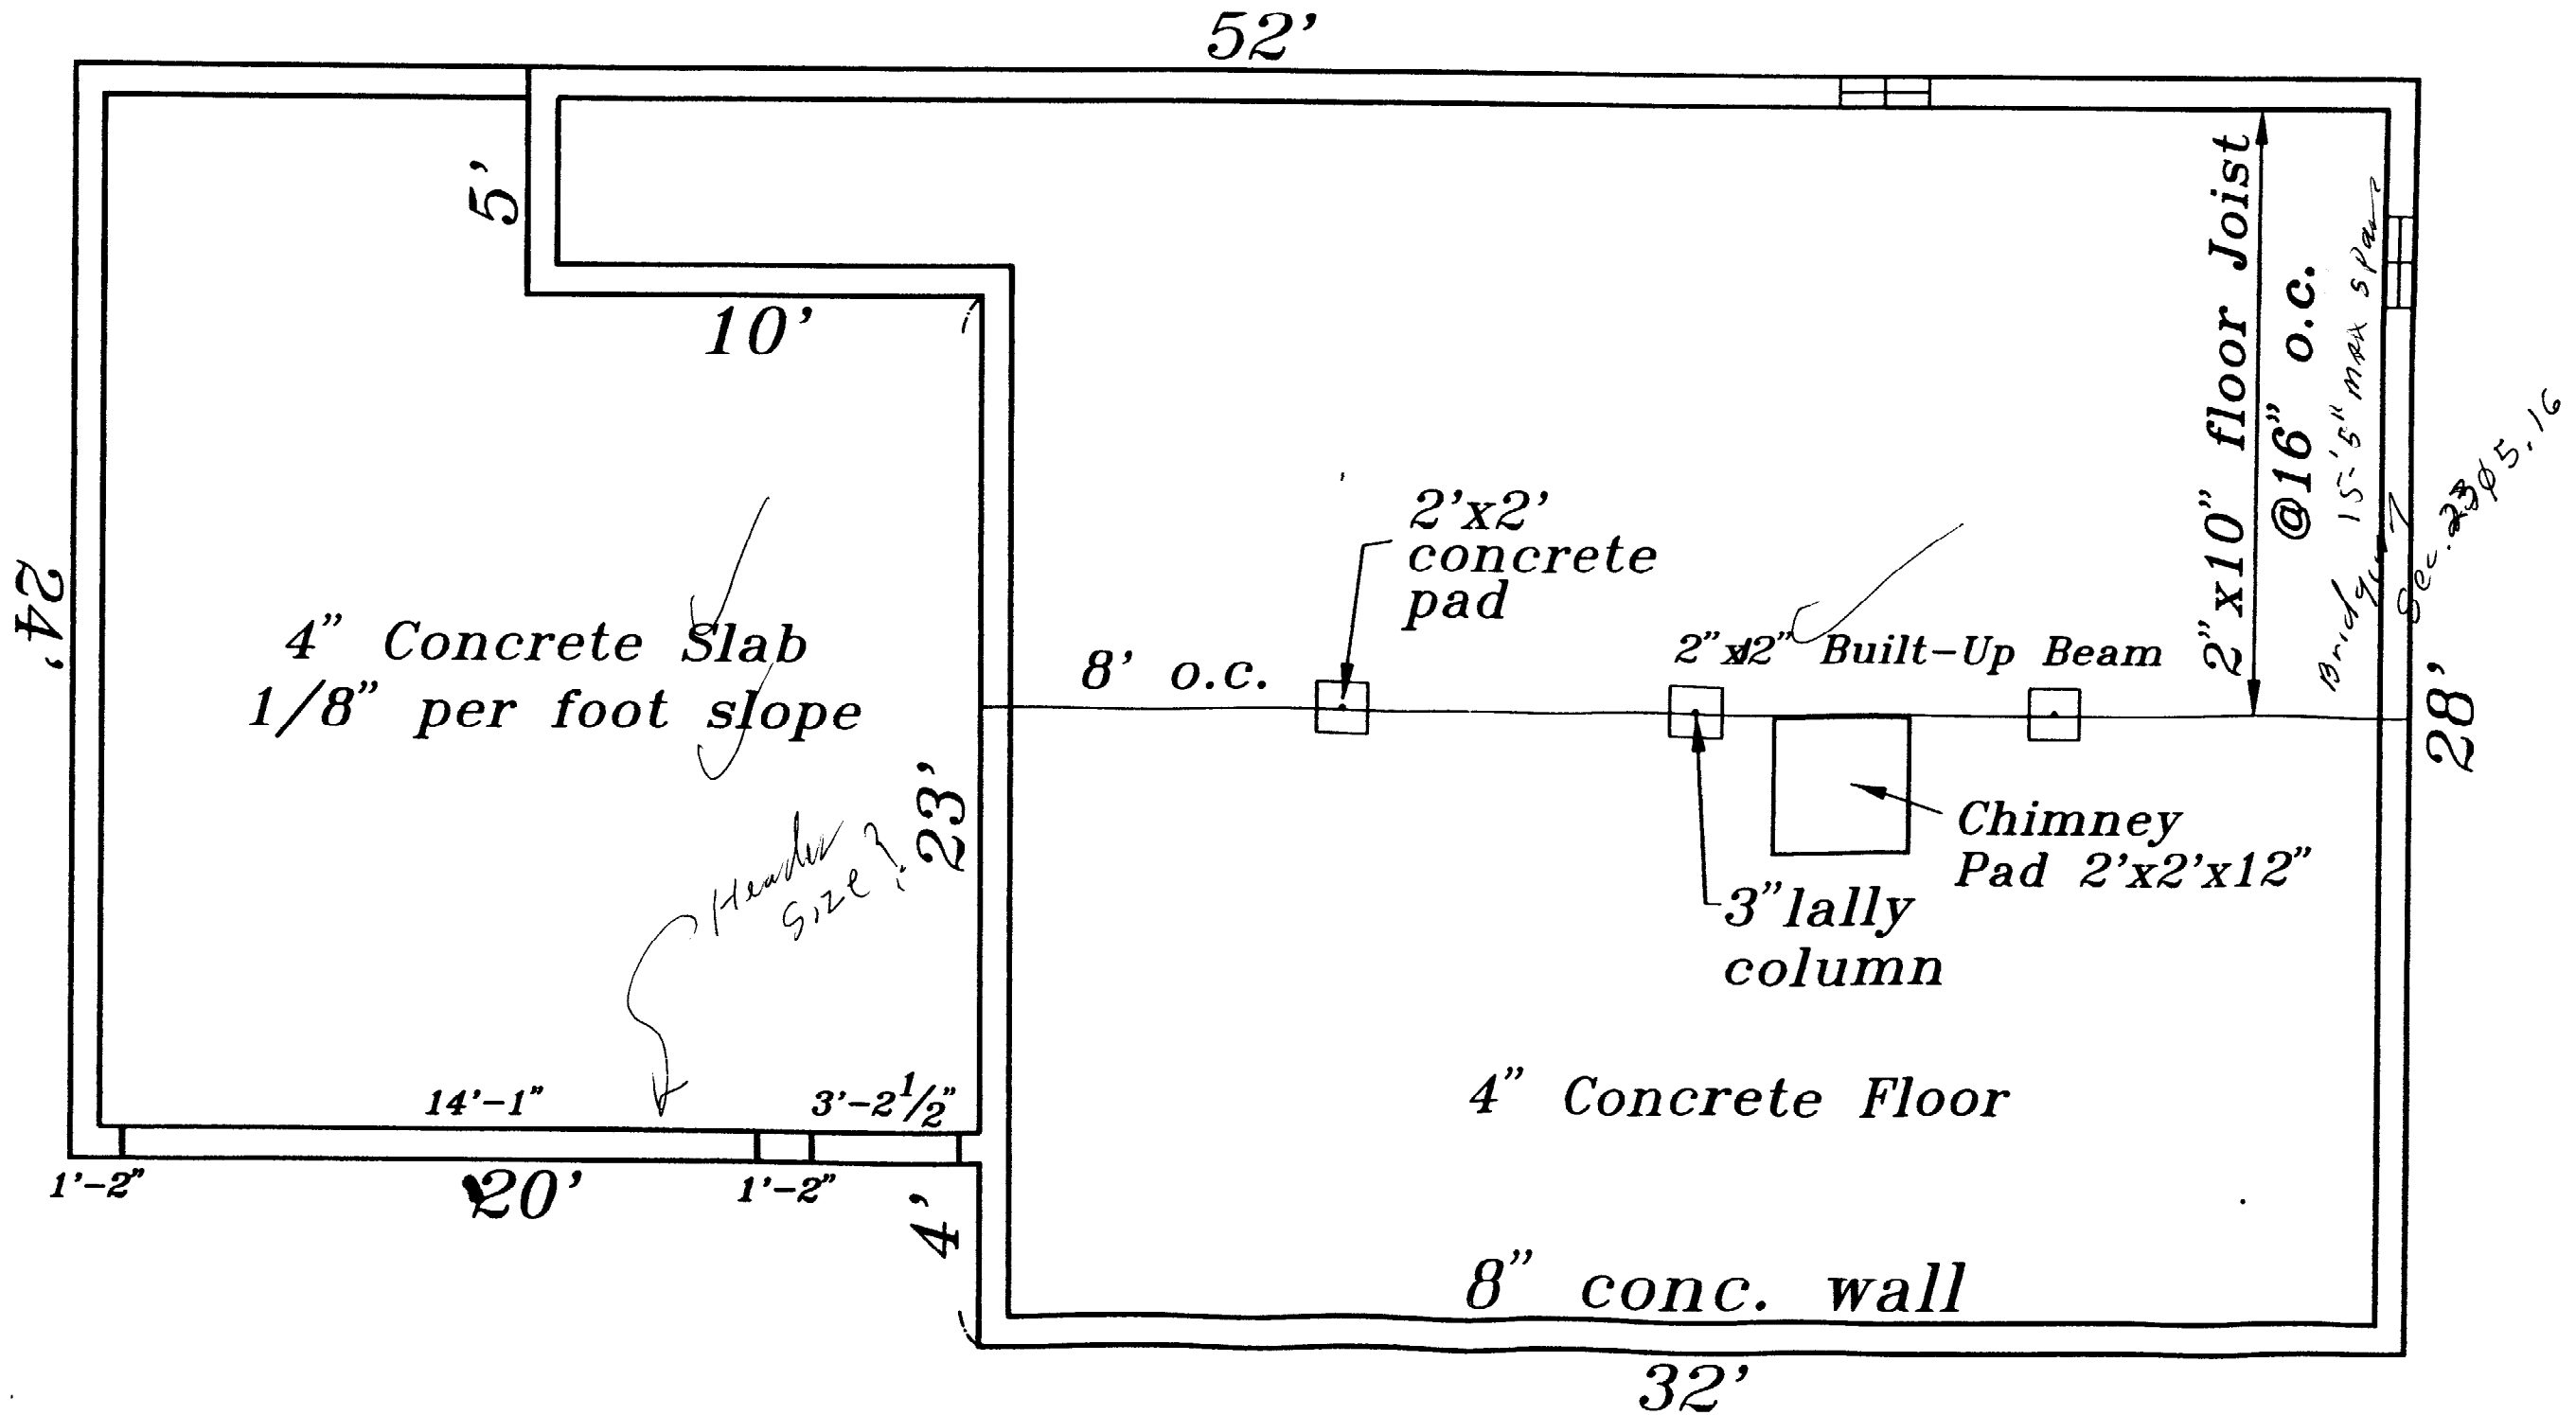 52'
5'
10'
2"x10" floor Joist
@16" o.c.
15-'5" max span
Bridging
Sec.
2'x2'
concrete
pad
24'
4" Concrete Slab
1/8" per foot slope
8' o.c.
2"x12" Built-Up Beam
28'
23'
Header
Size?
Chimney
Pad 2'x2'x12"
3"lally
column
14'-1"
3'-2 1/2"
4" Concrete Floor
1'-2"
20'
1'-2"
4'
8" conc. wall
32'